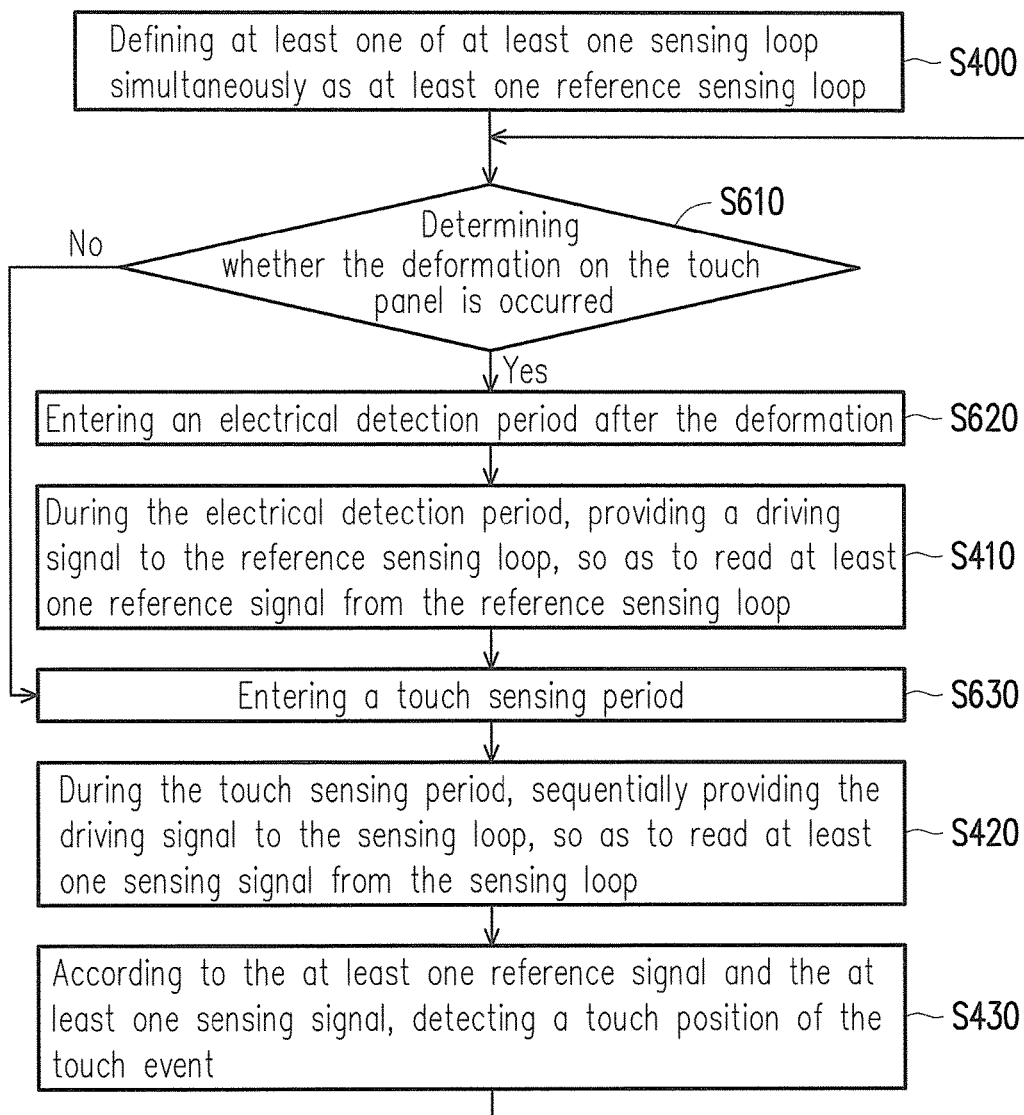 Defining at least one of at least one sensing loop
simultaneously as at least one reference sensing loop
S400
S610
Determining
whether the deformation on the touch
panel is occurred
No
Yes
Entering an electrical detection period after the deformation
S620
During the electrical detection period, providing a driving
signal to the reference sensing loop, so as to read at least
one reference signal from the reference sensing loop
S410
Entering a touch sensing period
S630
During the touch sensing period, sequentially providing the
driving signal to the sensing loop, so as to read at least
one sensing signal from the sensing loop
S420
According to the at least one reference signal and the at
least one sensing signal, detecting a touch position of the
touch event
S430